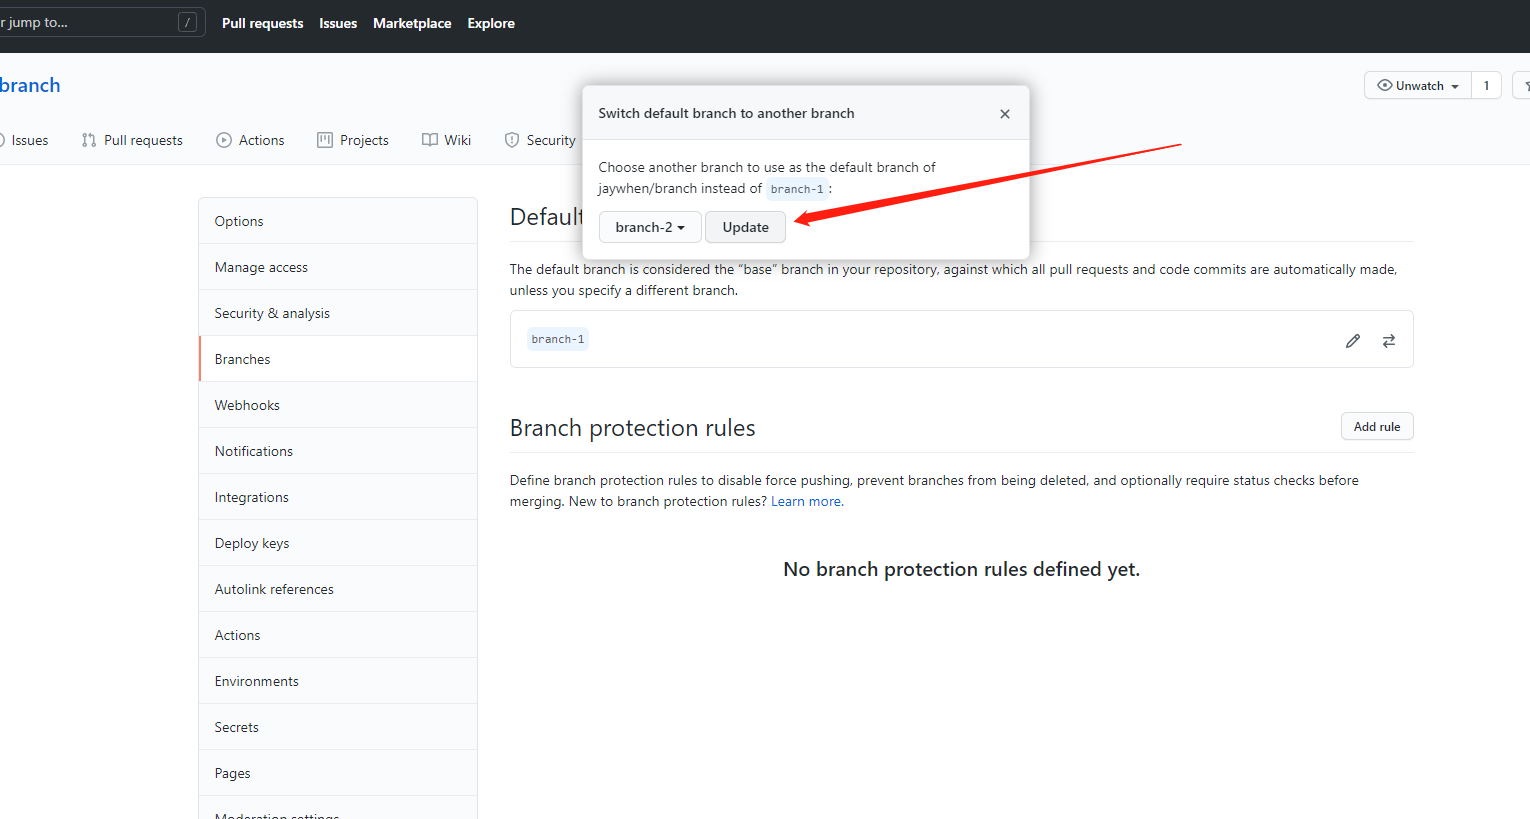 r jump to... /
Pull requests Issues Marketplace Explore
branch
Unwatch 1
Issues Pull requests Actions Projects Wiki Security
Switch default branch to another branch
Choose another branch to use as the default branch of
jaywhen/branch instead of branch-1:
branch-2 Update
Options
Manage access
Security & analysis
Branches
Webhooks
Notifications
Integrations
Deploy keys
Autolink references
Actions
Environments
Secrets
Pages
Moderation settings
Default
The default branch is considered the “base” branch in your repository, against which all pull requests and code commits are automatically made,
unless you specify a different branch.
branch-1
Branch protection rules
Add rule
Define branch protection rules to disable force pushing, prevent branches from being deleted, and optionally require status checks before
merging. New to branch protection rules? Learn more.
No branch protection rules defined yet.